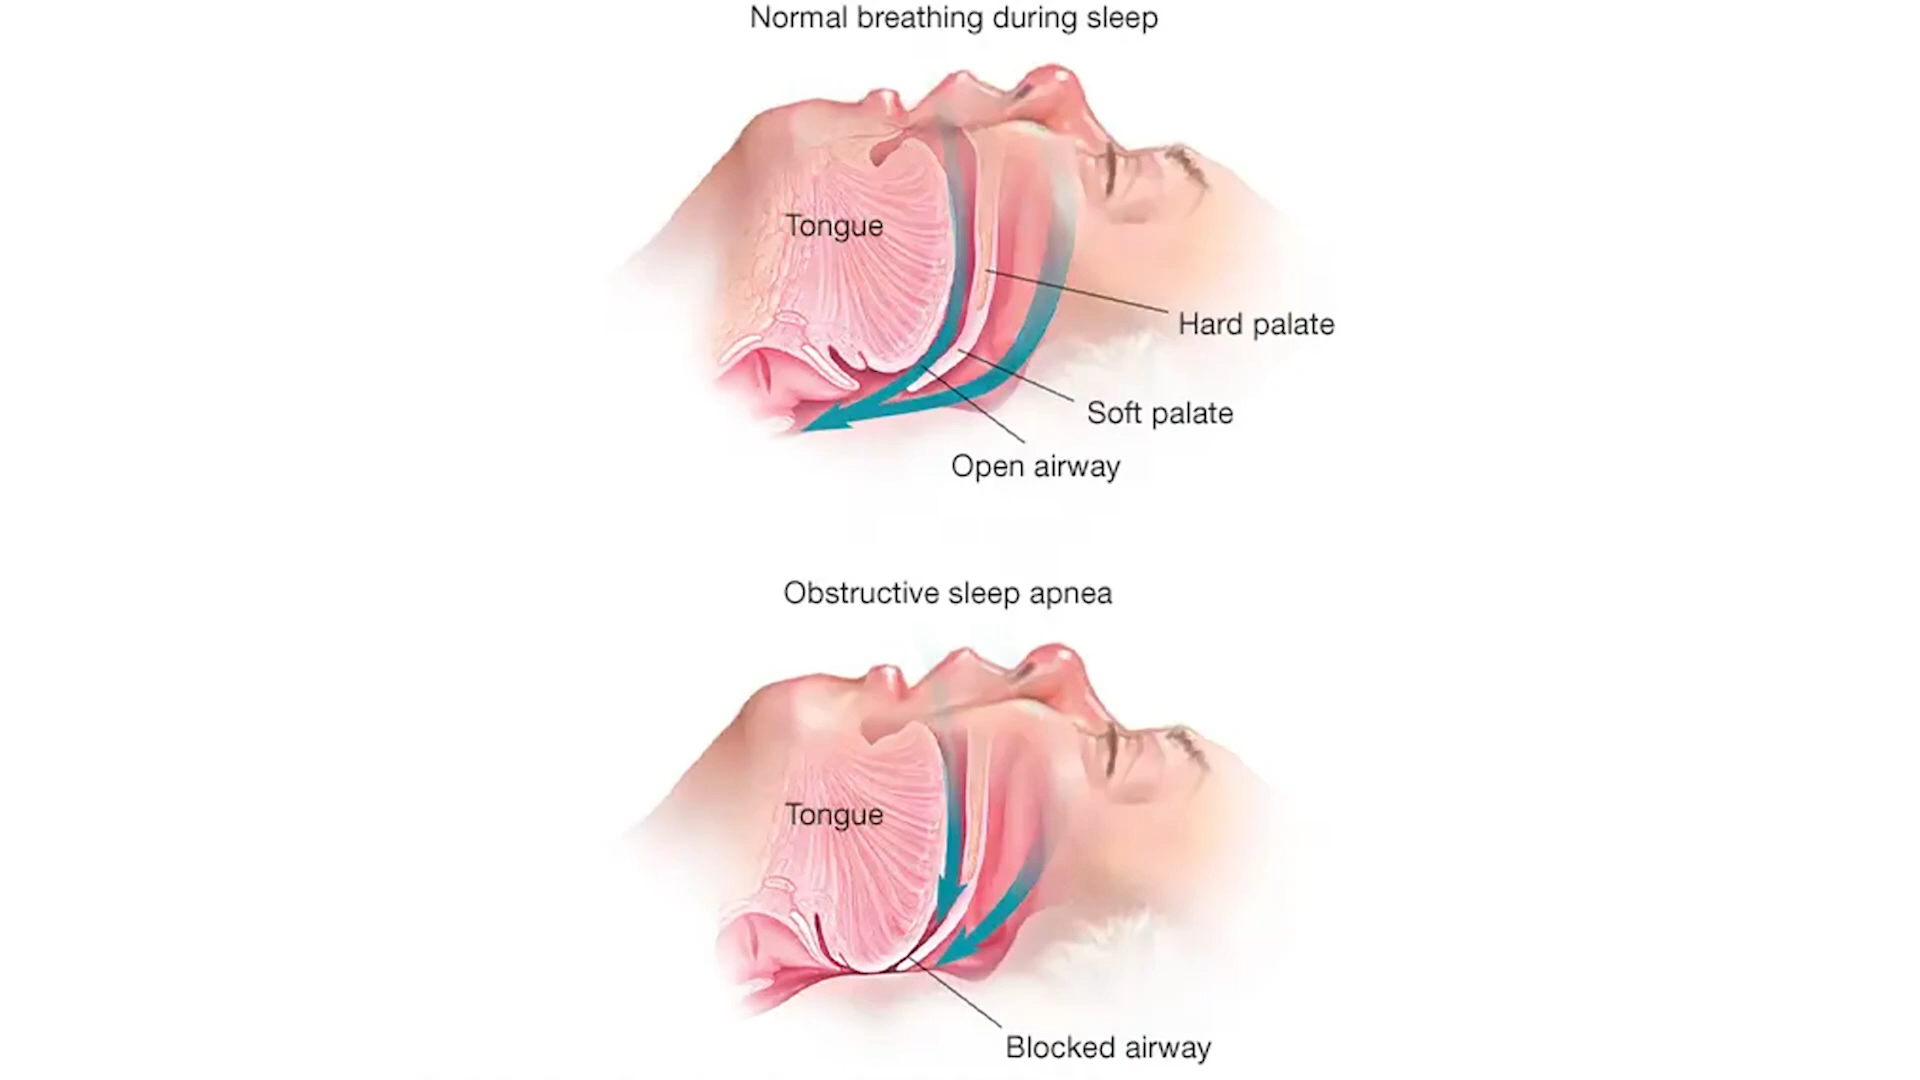 Normal breathing during sleep
Tongue
Hard palate
Soft palate
Open airway
Obstructive sleep apnea
Tongue
Blocked airway